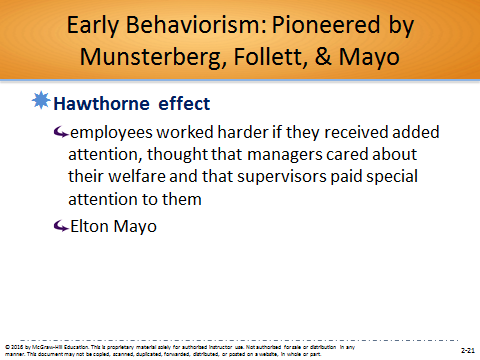 Early Behaviorism: Pioneered by
Munsterberg, Follett, & Mayo
Hawthorne effect
employees worked harder if they received added
attention, thought that managers cared about
their welfare and that supervisors paid special
attention to them
Elton Mayo
© 2016 by McGraw-Hill Education. This is proprietary material solely for authorized instructor use. Not authorized for sale or distribution in any
manner. This document may not be copied, scanned, duplicated, forwarded, distributed, or posted on a website, in whole or part.
2-21